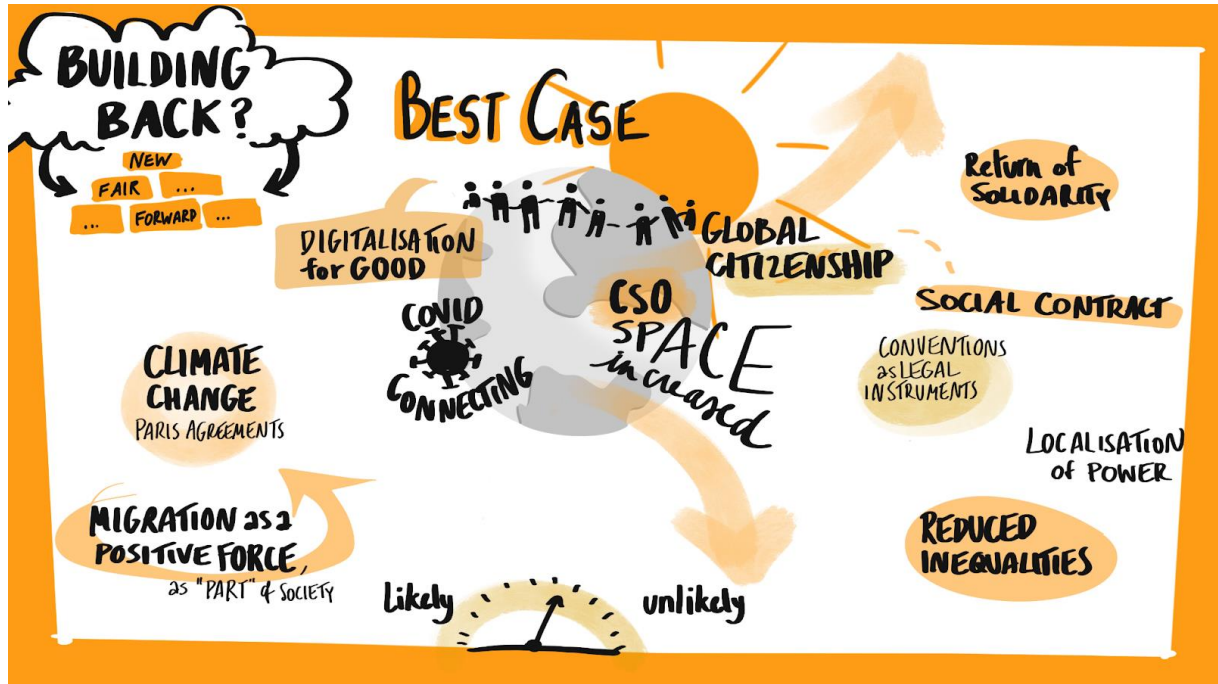 BUILDING
BACK?
NEW
FAIR
...
...
FORWARD
...
BEST CASE
DIGITALISATION
for GOOD
COVID
CONNECTING
CLIMATE
CHANGE
PARIS AGREEMENTS
MIGRATION as a
POSITIVE FORCE,
as "PART" of SOCIETY
GLOBAL
CITIZENSHIP
CSO
SPACE
increased
Return of
SOLIDARITY
SOCIAL CONTRACT
CONVENTIONS
as LEGAL
INSTRUMENTS
LOCALISATION
of POWER
REDUCED
INEQUALITIES
Likely
unlikely